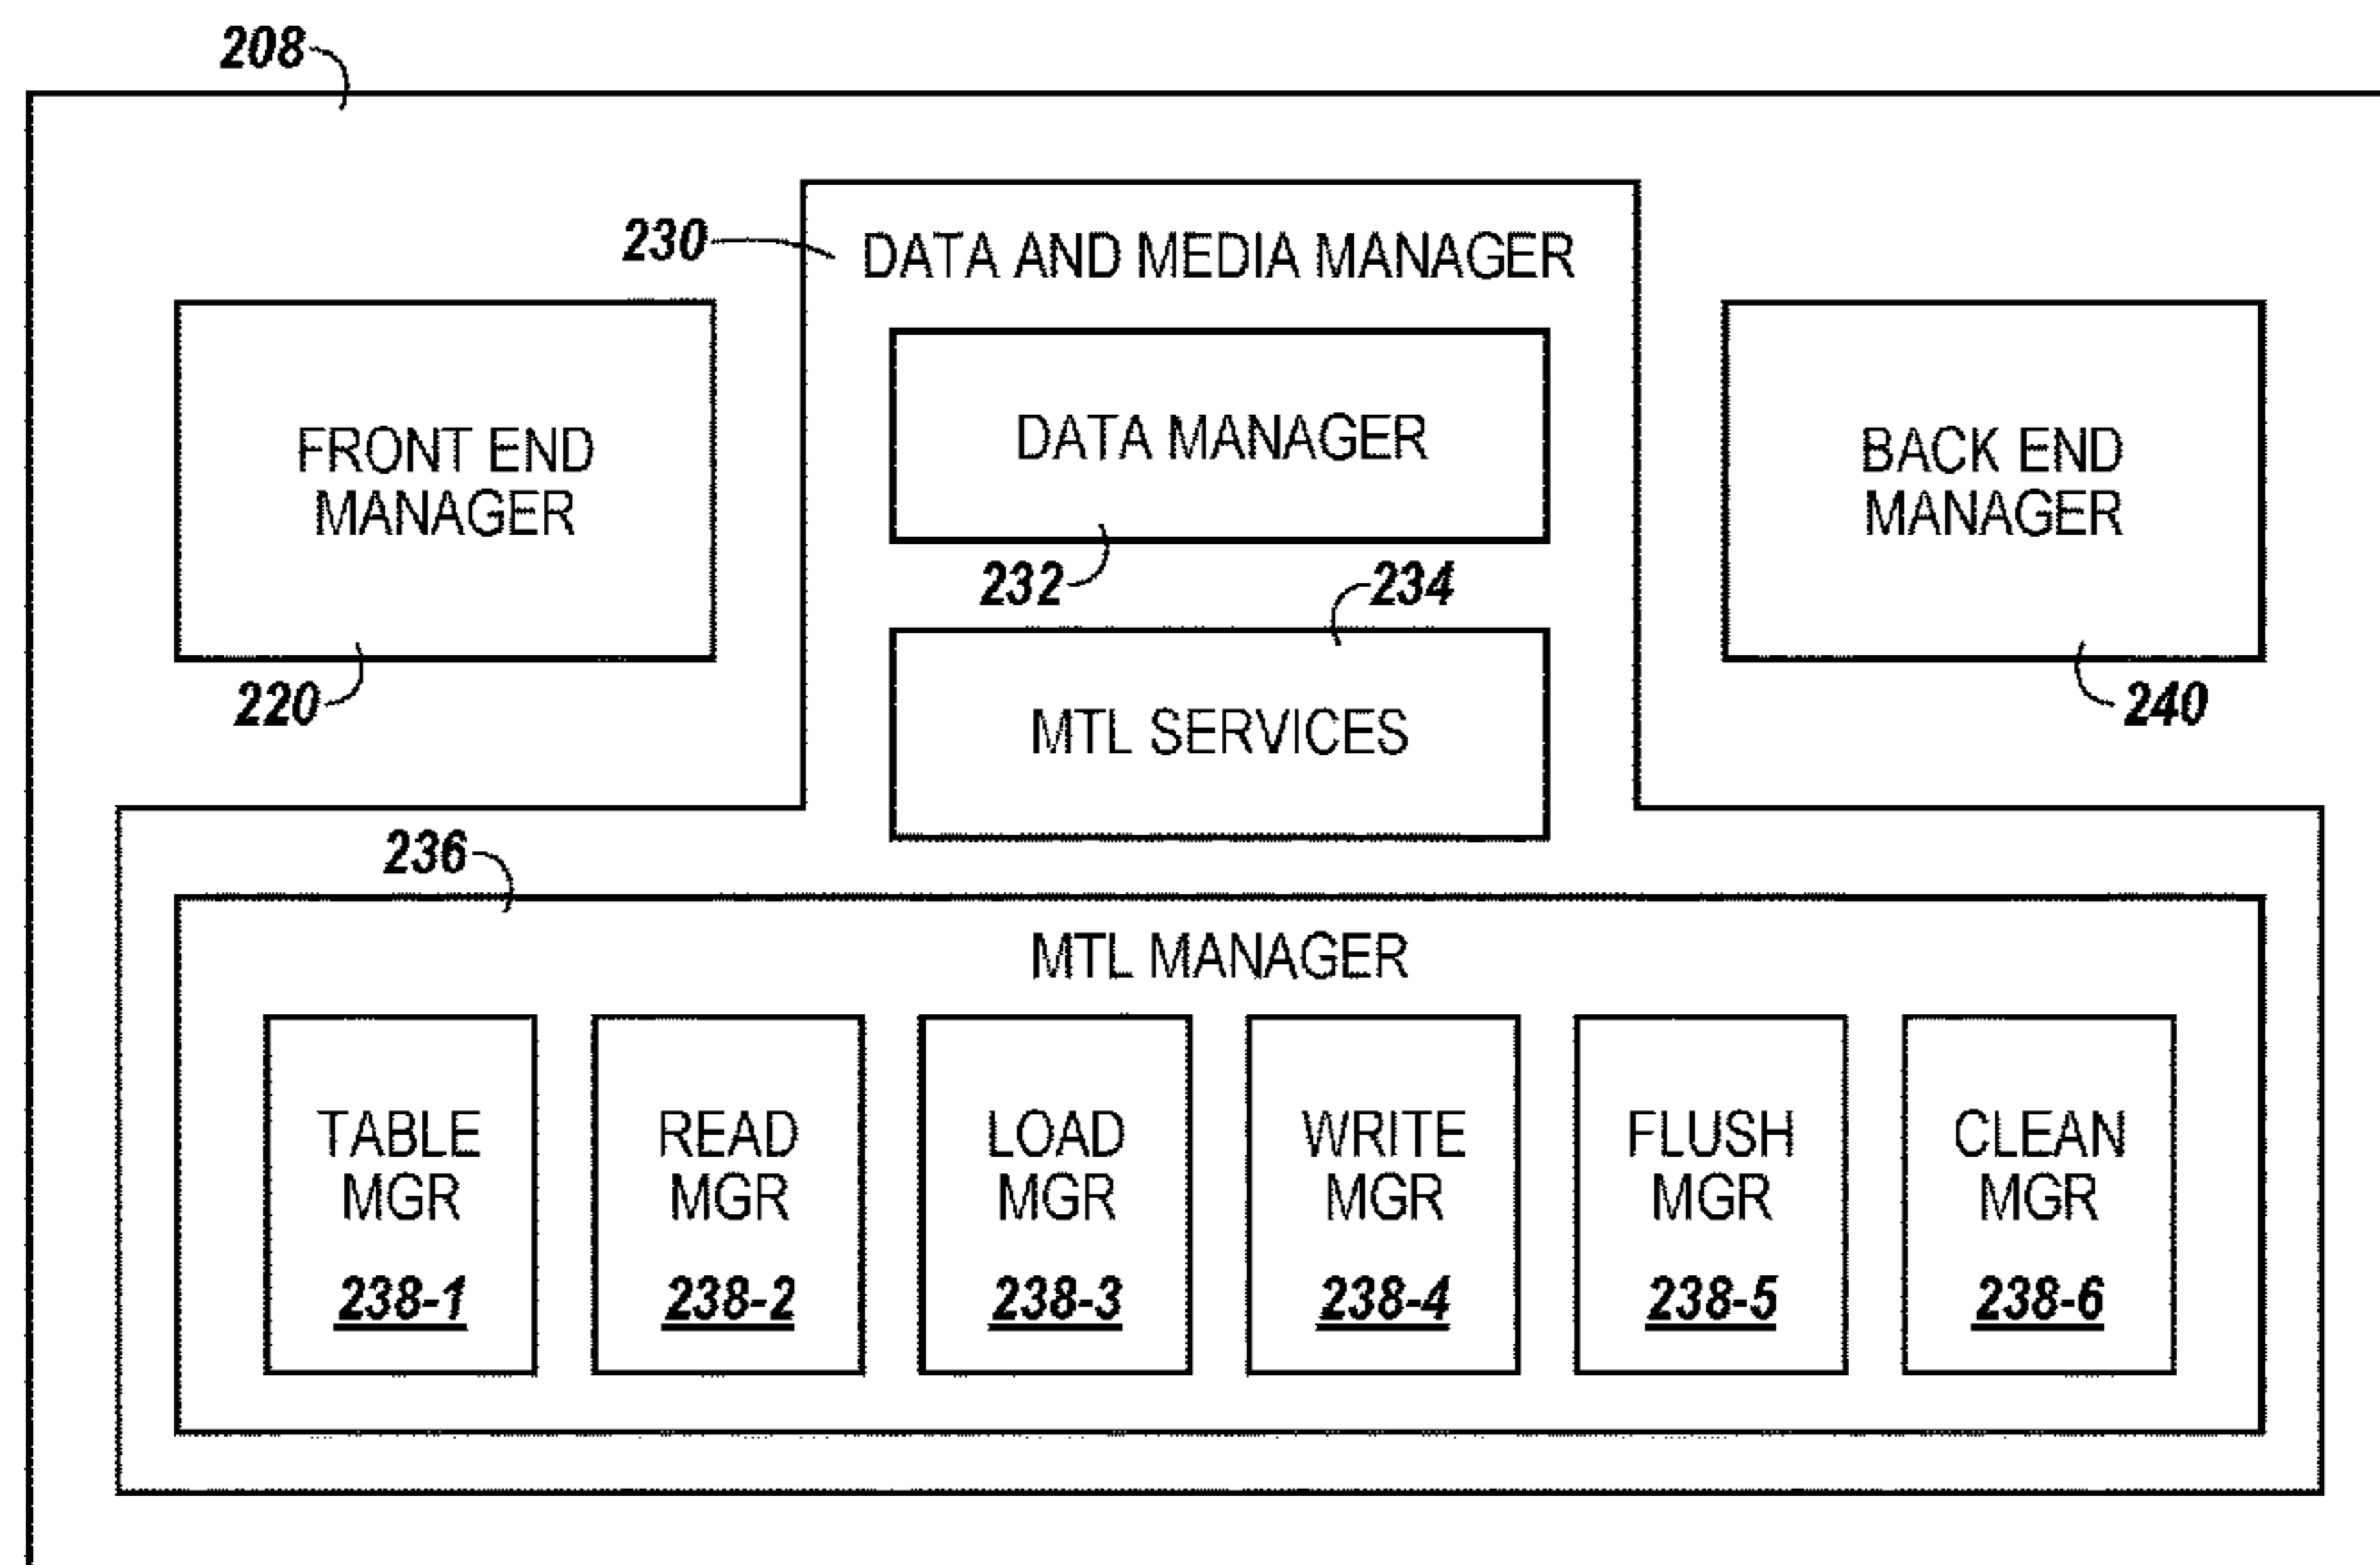 208
230
DATA AND MEDIA MANAGER
FRONT END
MANAGER
220
DATA MANAGER
232
234
MTL SERVICES
BACK END
MANAGER
240
236
MTL MANAGER
TABLE
MGR
238-1
READ
MGR
238-2
LOAD
MGR
238-3
WRITE
MGR
238-4
FLUSH
MGR
238-5
CLEAN
MGR
238-6